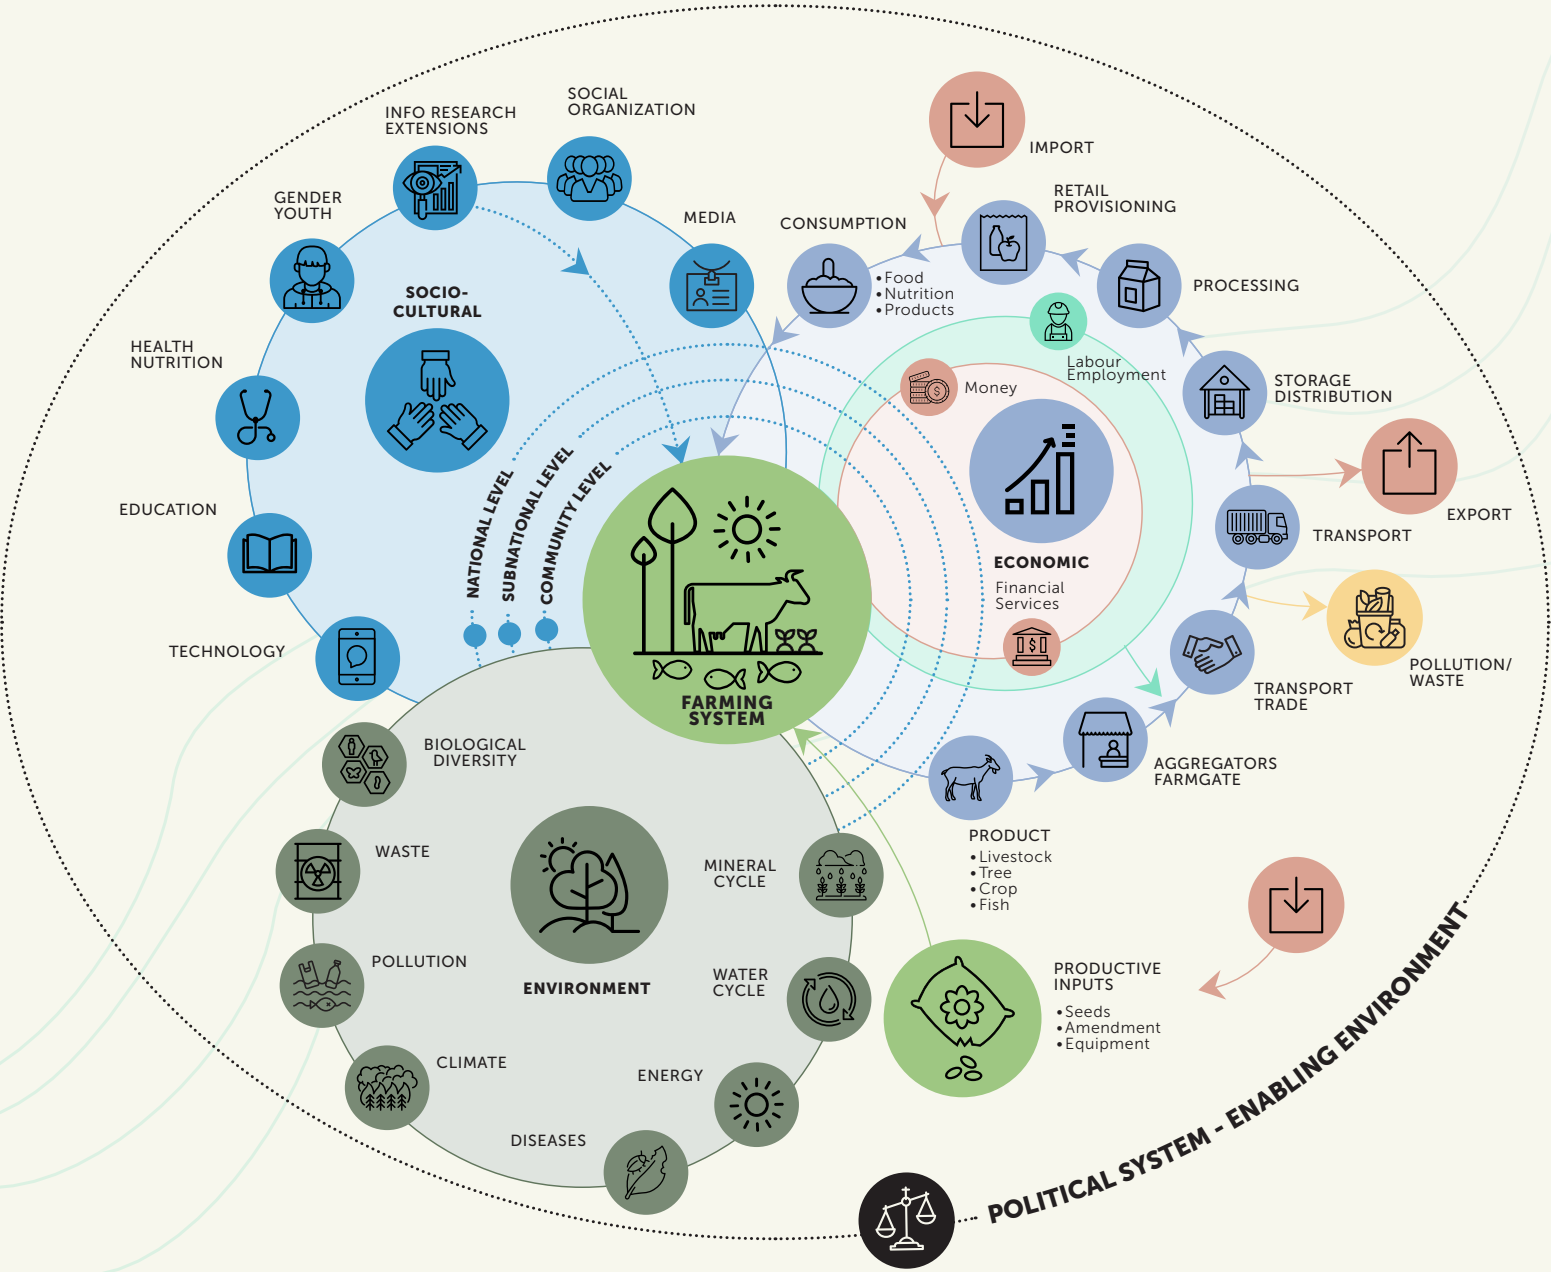 SOCIAL
ORGANIZATION
INFO RESEARCH
EXTENSIONS
GENDER
YOUTH
MEDIA
HEALTH
NUTRITION
EDUCATION
TECHNOLOGY
SOCIO-
CULTURAL
NATIONAL LEVEL
SUBNATIONAL LEVEL
COMMUNITY LEVEL
FARMING
SYSTEM
IMPORT
RETAIL
PROVISIONING
CONSUMPTION
•Food
•Nutrition
•Products
PROCESSING
STORAGE
DISTRIBUTION
EXPORT
TRANSPORT
POLLUTION/
WASTE
TRANSPORT
TRADE
AGGREGATORS
FARMGATE
PRODUCT
•Livestock
•Tree
•Crop
•Fish
Labour
Employment
Money
$
ECONOMIC
Financial
Services
$
BIOLOGICAL
DIVERSITY
WASTE
POLLUTION
CLIMATE
DISEASES
ENERGY
WATER
CYCLE
MINERAL
CYCLE
ENVIRONMENT
PRODUCTIVE
INPUTS
•Seeds
•Amendment
•Equipment
POLITICAL SYSTEM - ENABLING ENVIRONMENT